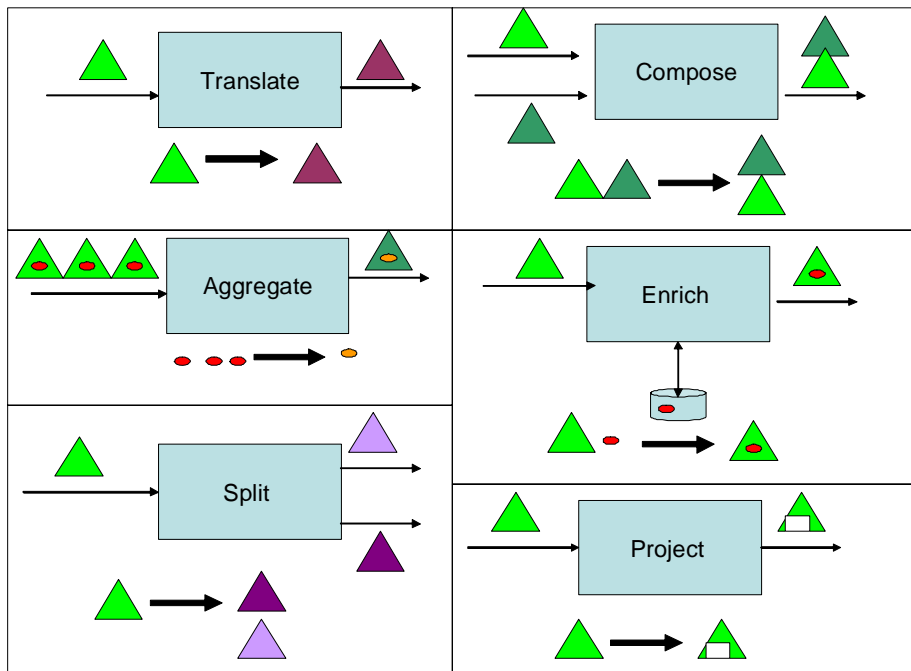 Translate
Compose
Aggregate
Enrich
Split
Project